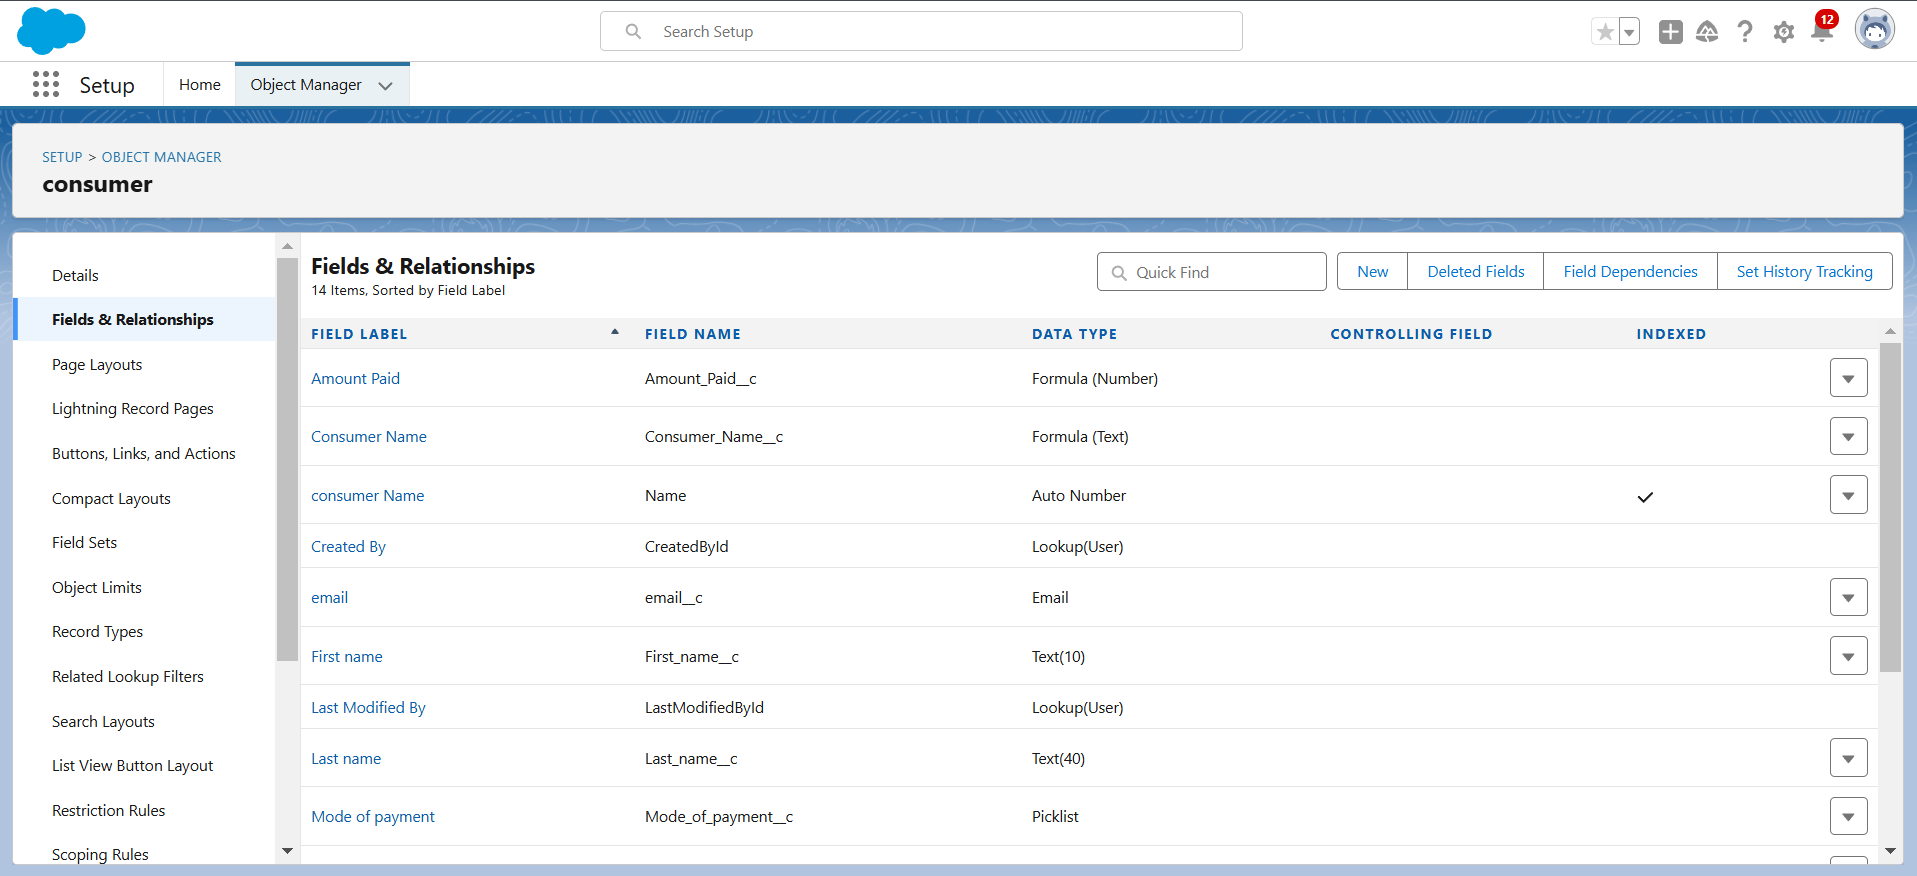 Search Setup
12
Setup
Home
Object Manager
SETUP > OBJECT MANAGER
consumer
Details
Fields & Relationships
Page Layouts
Lightning Record Pages
Buttons, Links, and Actions
Compact Layouts
Field Sets
Object Limits
Record Types
Related Lookup Filters
Search Layouts
List View Button Layout
Restriction Rules
Scoping Rules
Fields & Relationships
14 Items, Sorted by Field Label
Quick Find
New
Deleted Fields
Field Dependencies
Set History Tracking
FIELD LABEL FIELD NAME DATA TYPE CONTROLLING FIELD INDEXED
Amount Paid Amount_Paid__c Formula (Number)
Consumer Name Consumer_Name__c Formula (Text)
consumer Name Name Auto Number
Created By CreatedById Lookup(User)
email email__c Email
First name First_name__c Text(10)
Last Modified By LastModifiedById Lookup(User)
Last name Last_name__c Text(40)
Mode of payment Mode_of_payment__c Picklist